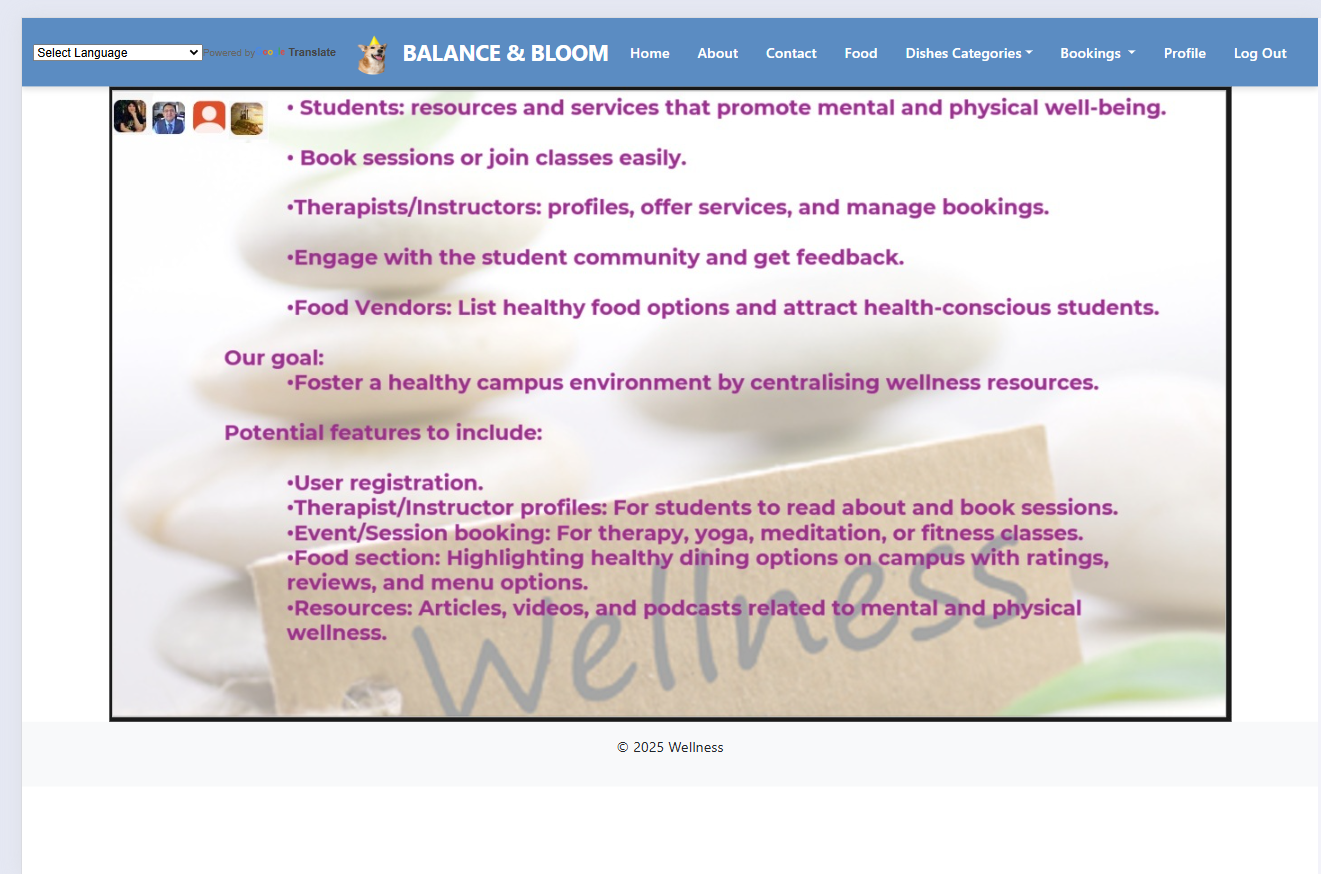 Select Language
Powered by Google Translate
BALANCE & BLOOM
Home
About
Contact
Food
Dishes Categories
Bookings
Profile
Log Out
• Students: resources and services that promote mental and physical well-being.
• Book sessions or join classes easily.
•Therapists/Instructors: profiles, offer services, and manage bookings.
•Engage with the student community and get feedback.
•Food Vendors: List healthy food options and attract health-conscious students.
Our goal:
•Foster a healthy campus environment by centralising wellness resources.
Potential features to include:
•User registration.
•Therapist/Instructor profiles: For students to read about and book sessions.
•Event/Session booking: For therapy, yoga, meditation, or fitness classes.
•Food section: Highlighting healthy dining options on campus with ratings,
reviews, and menu options.
•Resources: Articles, videos, and podcasts related to mental and physical
wellness.
Wellness
© 2025 Wellness